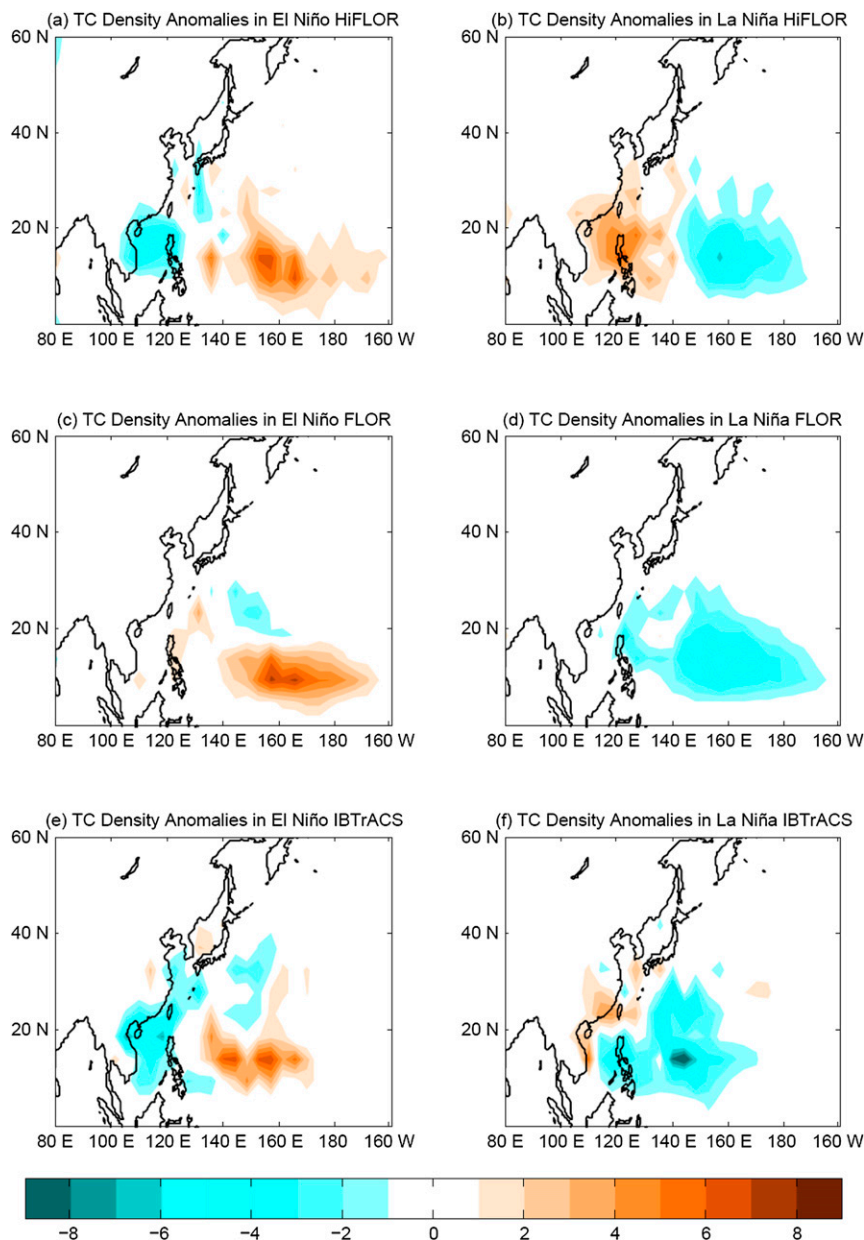 (a) TC Density Anomalies in El Niño HiFLOR
(b) TC Density Anomalies in La Niña HiFLOR
60 N
40 N
20 N
80 E 100 E 120 E 140 E 160 E 180 E 160 W
60 N
40 N
20 N
80 E 100 E 120 E 140 E 160 E 180 E 160 W
(c) TC Density Anomalies in El Niño FLOR
(d) TC Density Anomalies in La Niña FLOR
60 N
40 N
20 N
80 E 100 E 120 E 140 E 160 E 180 E 160 W
60 N
40 N
20 N
80 E 100 E 120 E 140 E 160 E 180 E 160 W
(e) TC Density Anomalies in El Niño IBTrACS
(f) TC Density Anomalies in La Niña IBTrACS
60 N
40 N
20 N
80 E 100 E 120 E 140 E 160 E 180 E 160 W
60 N
40 N
20 N
80 E 100 E 120 E 140 E 160 E 180 E 160 W
−8 −6 −4 −2 0 2 4 6 8